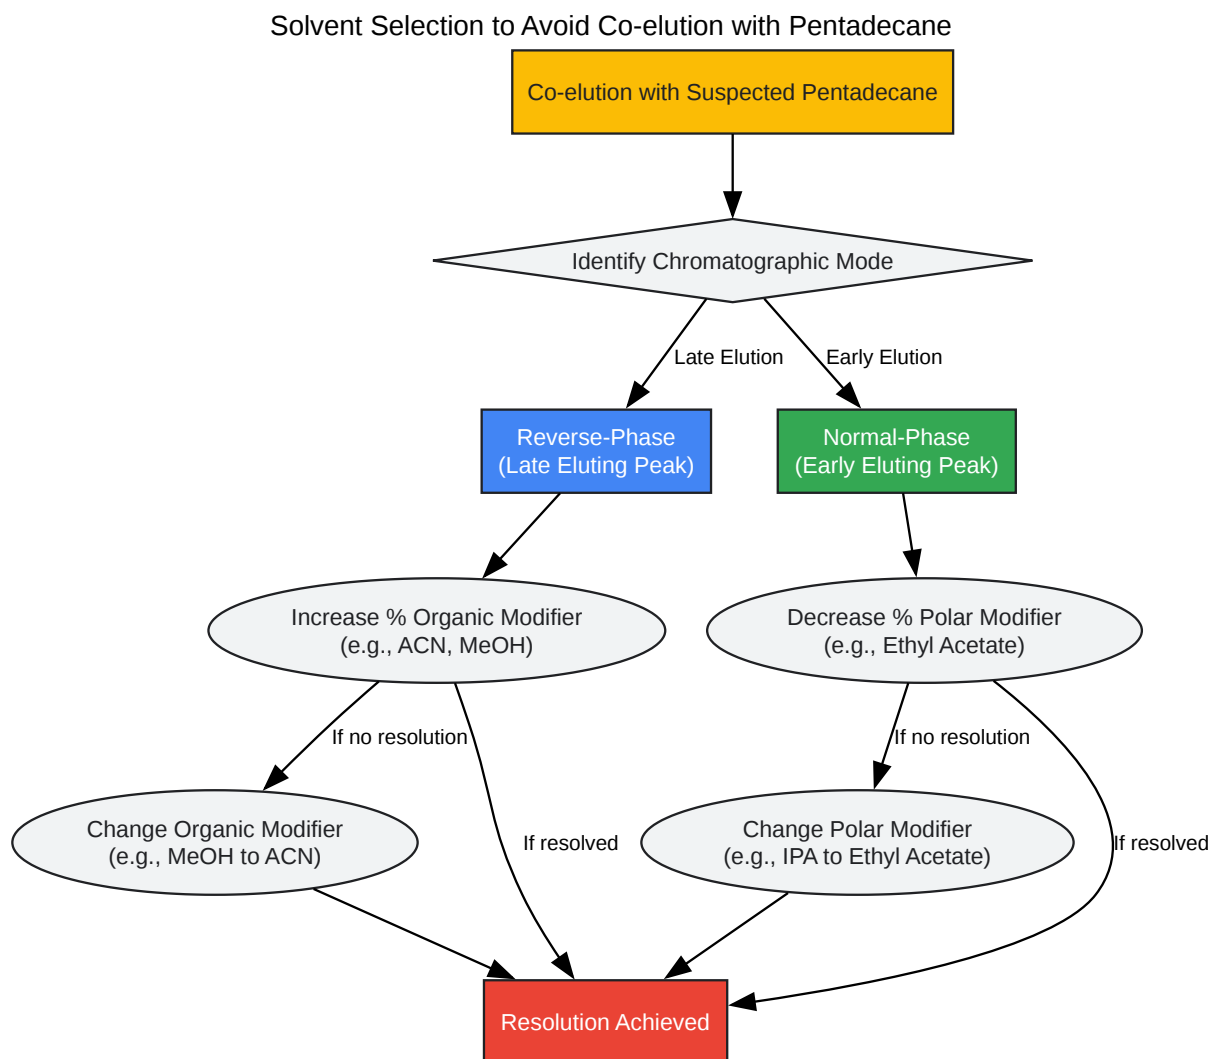 Solvent Selection to Avoid Co-elution with Pentadecane
Co-elution with Suspected Pentadecane
Identify Chromatographic Mode
Late Elution
Early Elution
Reverse-Phase
(Late Eluting Peak)
Normal-Phase
(Early Eluting Peak)
Increase % Organic Modifier
(e.g., ACN, MeOH)
Decrease % Polar Modifier
(e.g., Ethyl Acetate)
If no resolution
If no resolution
Change Organic Modifier
(e.g., MeOH to ACN)
If resolved
Change Polar Modifier
(e.g., IPA to Ethyl Acetate)
If resolved
Resolution Achieved